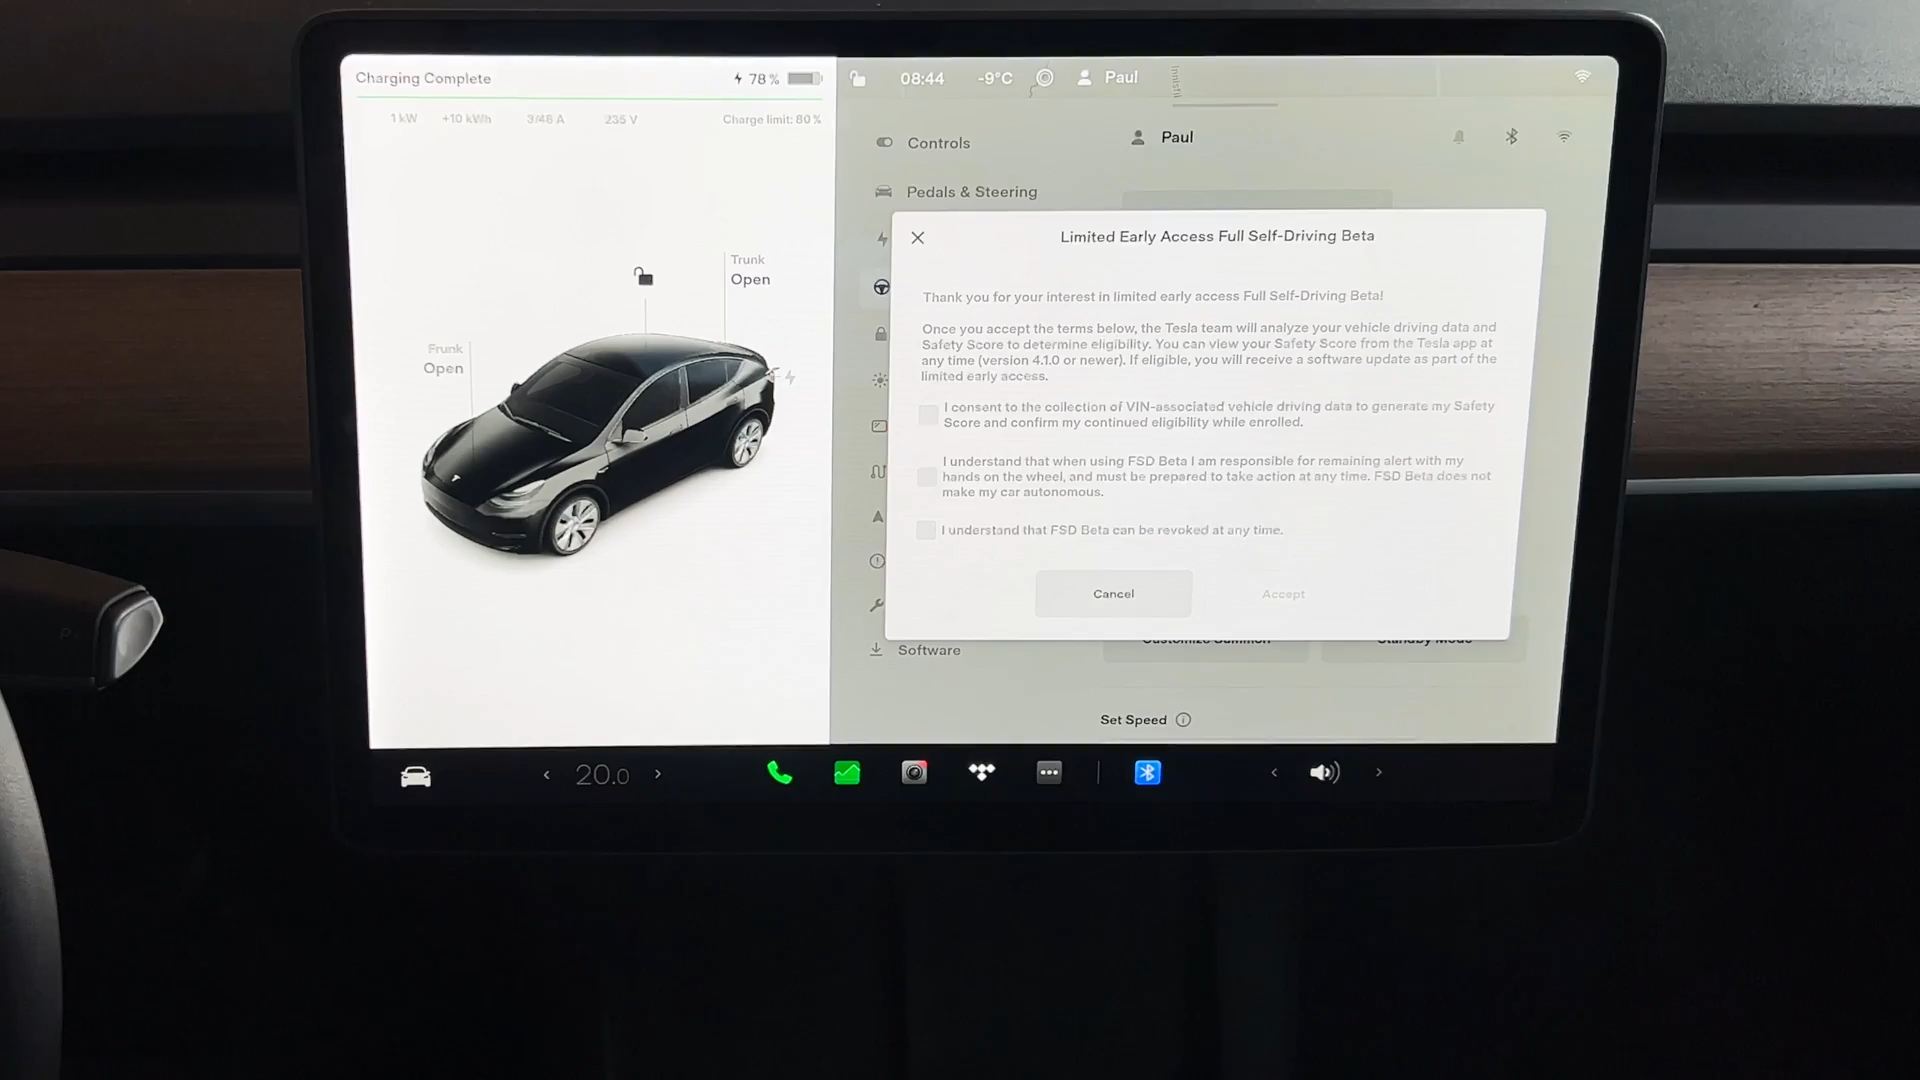 Charging Complete
78 %
1 kW +10 kWh 3/48 A 235 V Charge limit: 80 %
Trunk
Open
Frunk
Open
08:44 -9°C Paul
Innisfil
Controls
Paul
Pedals & Steering
Limited Early Access Full Self-Driving Beta
Thank you for your interest in limited early access Full Self-Driving Beta!
Once you accept the terms below, the Tesla team will analyze your vehicle driving data and
Safety Score to determine eligibility. You can view your Safety Score from the Tesla app at
any time (version 4.1.0 or newer). If eligible, you will receive a software update as part of the
limited early access.
I consent to the collection of VIN-associated vehicle driving data to generate my Safety
Score and confirm my continued eligibility while enrolled.
I understand that when using FSD Beta I am responsible for remaining alert with my
hands on the wheel, and must be prepared to take action at any time. FSD Beta does not
make my car autonomous.
I understand that FSD Beta can be revoked at any time.
Cancel Accept
Customize Summon Standby Mode
Software
Set Speed
20.0
P